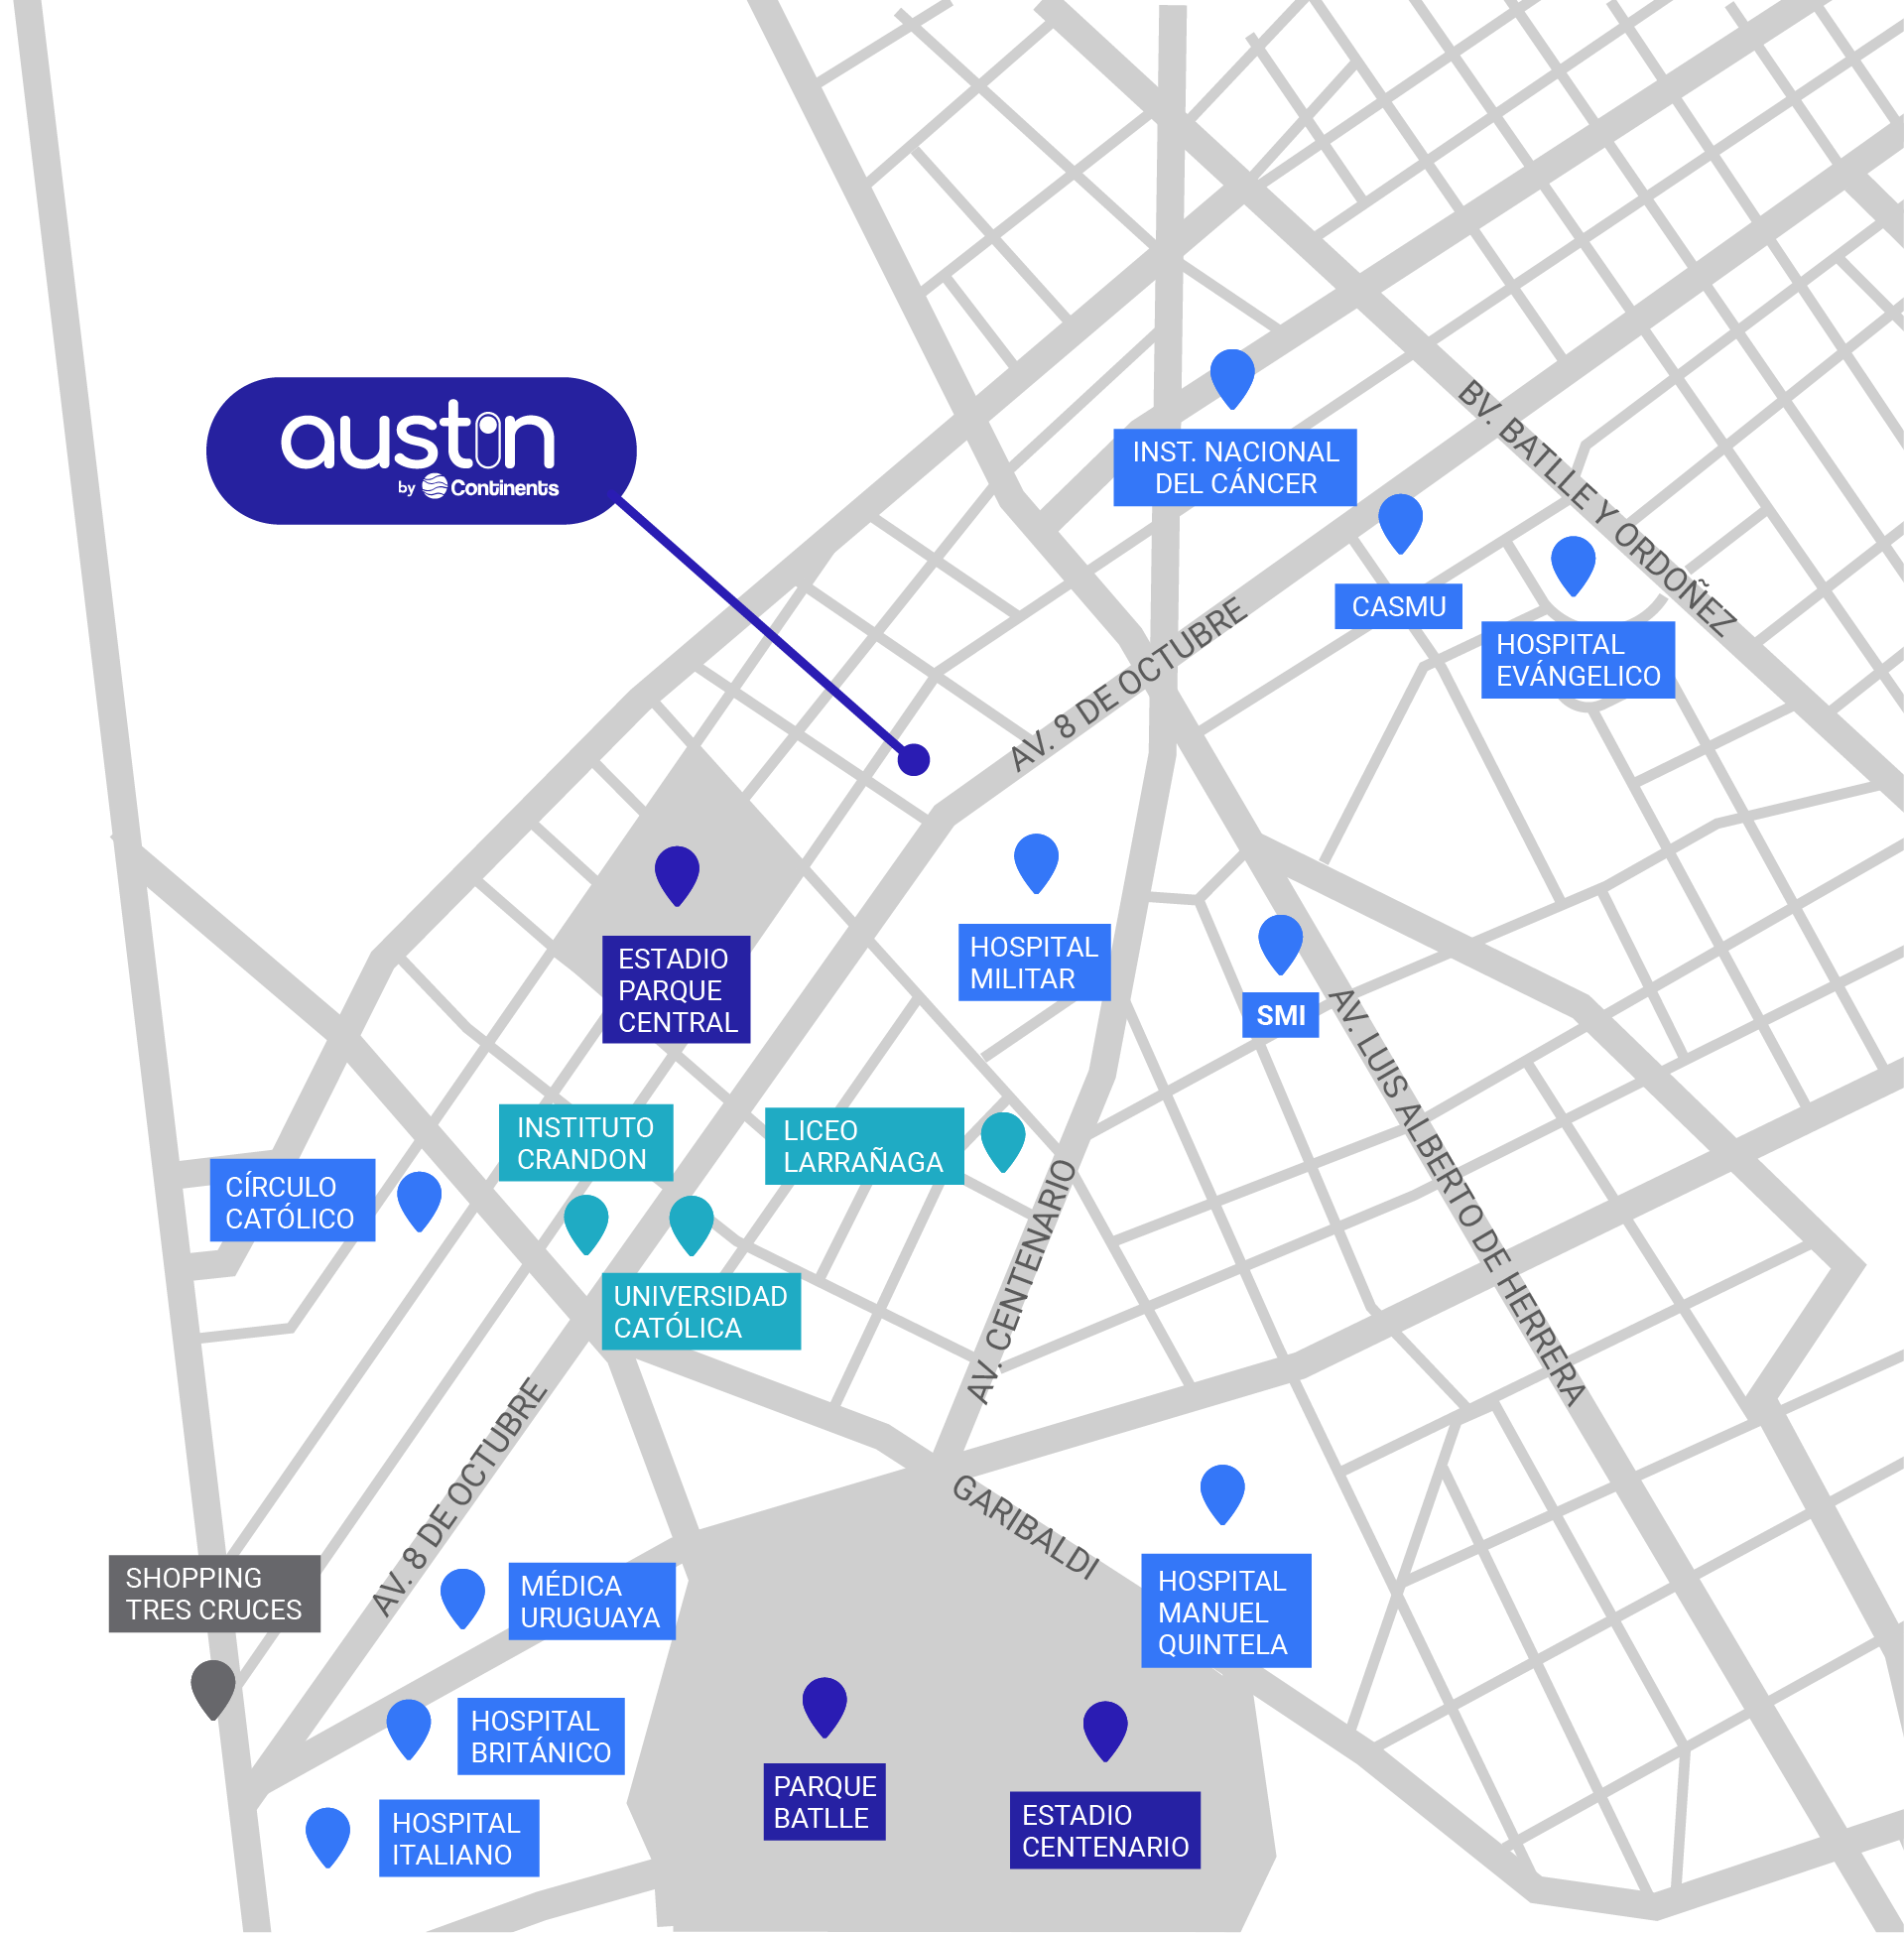 BV. BATLLE Y ORDOÑEZ
austin
by Continents
INST. NACIONAL
DEL CÁNCER
CASMU
HOSPITAL
EVÁNGELICO
AV. 8 DE OCTUBRE
HOSPITAL
MILITAR
ESTADIO
PARQUE
CENTRAL
SMI
AV. LUIS ALBERTO DE HERRERA
INSTITUTO
CRANDON
LICEO
LARRAÑAGA
CÍRCULO
CATÓLICO
AV. CENTENARIO
UNIVERSIDAD
CATÓLICA
AV. 8 DE OCTUBRE
GARIBALDI
SHOPPING
TRES CRUCES
MÉDICA
URUGUAYA
HOSPITAL
MANUEL
QUINTELA
HOSPITAL
BRITÁNICO
PARQUE
BATLLE
ESTADIO
CENTENARIO
HOSPITAL
ITALIANO